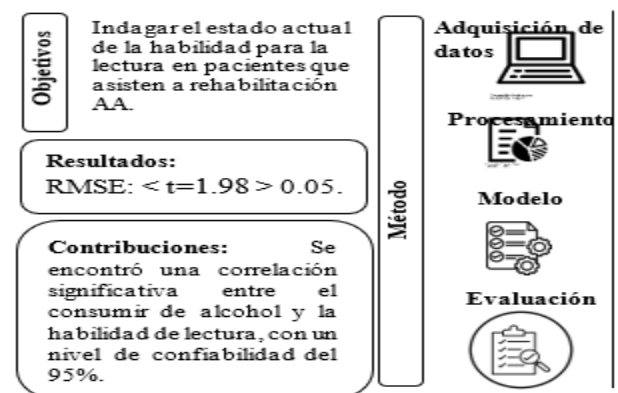 Objetivos
Indagar el estado actual
de la habilidad para la
lectura en pacientes que
asisten a rehabilitación
AA.
Resultados:
RMSE: < t=1.98 > 0.05.
Contribuciones: Se
encontró una correlación
significativa entre el
consumir de alcohol y la
habilidad de lectura, con un
nivel de confiabilidad del
95%.
Método
Adquisición de
datos
Procesamiento
Modelo
Evaluación